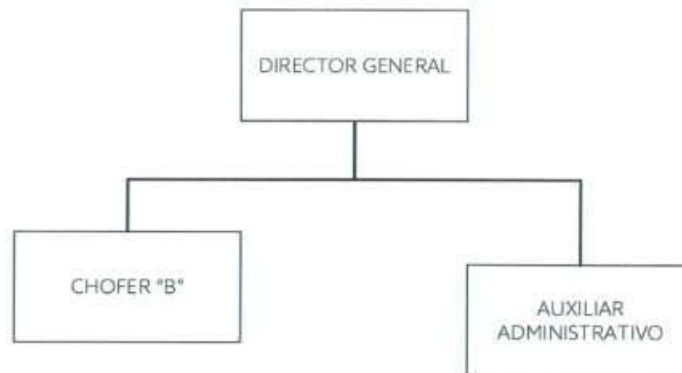 DIRECTOR GENERAL
CHOFER "B"
AUXILIAR
ADMINISTRATIVO